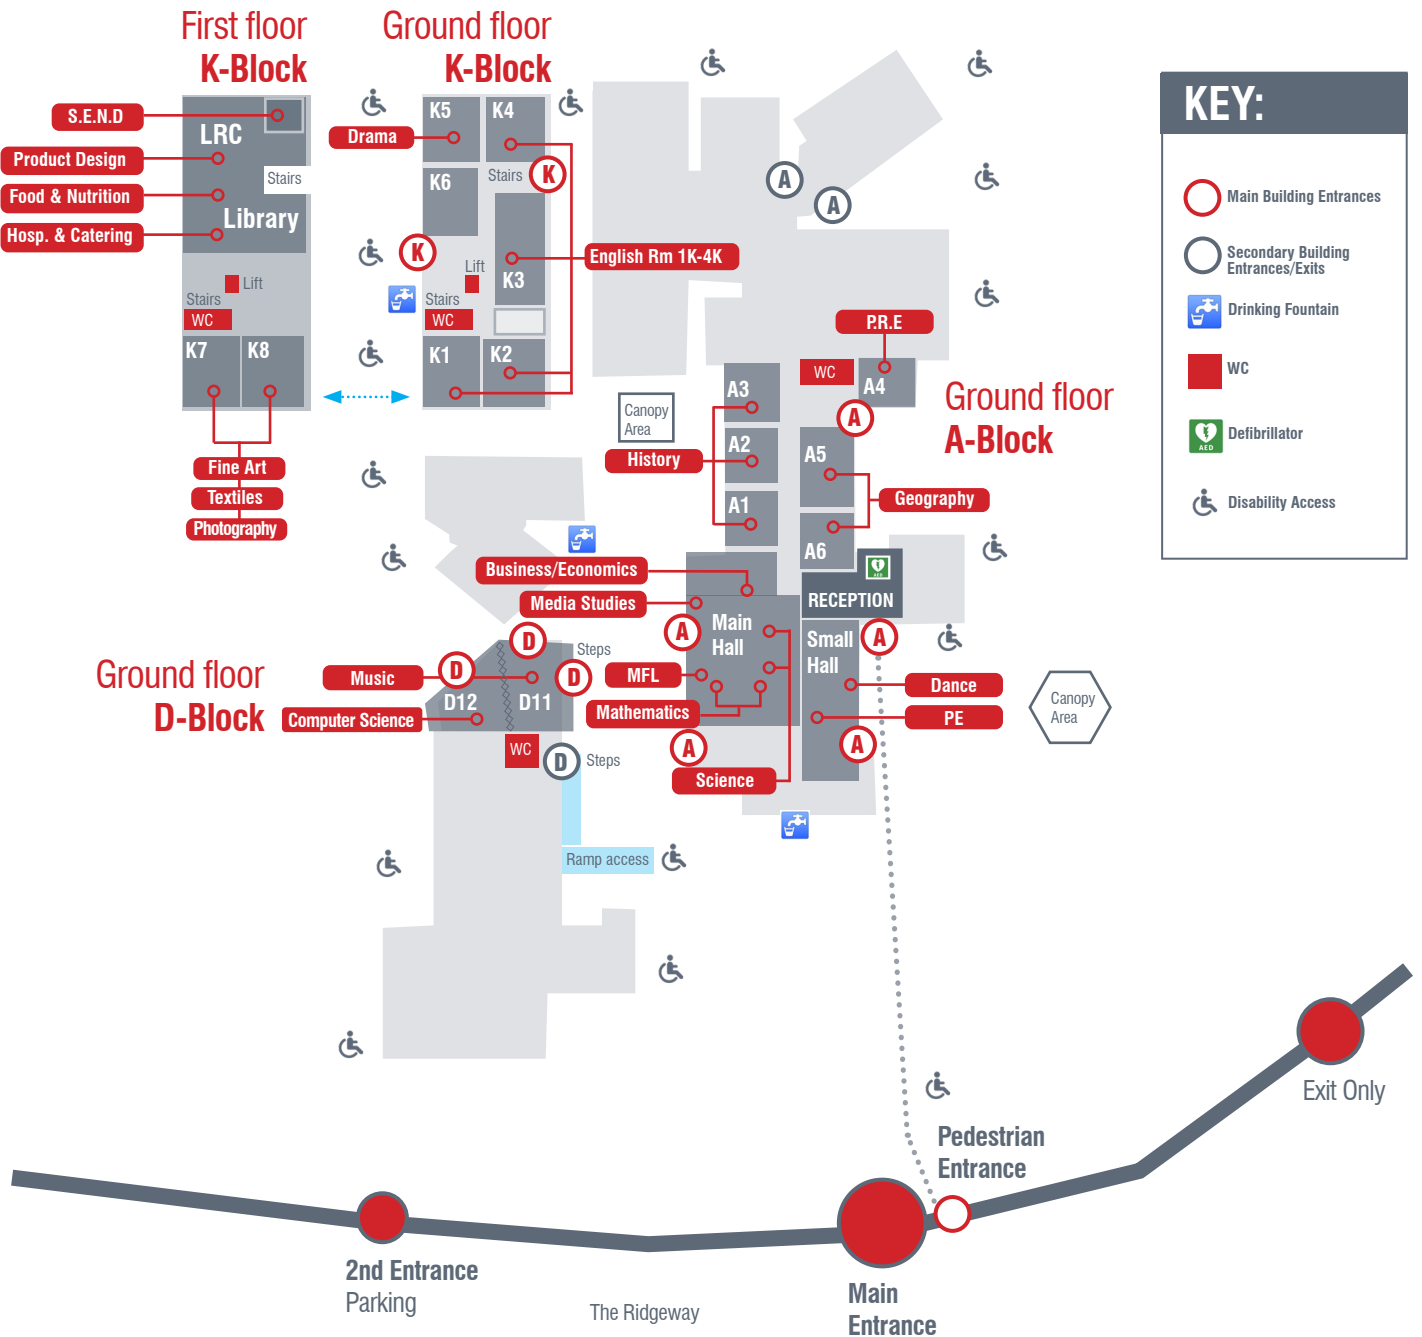 First floor
K-Block
Ground floor
K-Block
S.E.N.D
Product Design
Food & Nutrition
Hosp. & Catering
LRC
Stairs
Library
Lift
Stairs
WC
K7
K8
Fine Art
Textiles
Photography
K5
K4
Drama
K6
Stairs
K
K
English Rm 1K-4K
Lift
K3
Stairs
WC
K1
K2
A
A
P.R.E
WC
A4
A
Ground floor
A-Block
Canopy
Area
A3
A2
History
A1
A5
Geography
A6
AED
RECEPTION
Business/Economics
Media Studies
Main
Hall
A
Small
Hall
A
MFL
Mathematics
A
Science
Dance
PE
A
Canopy
Area
Ground floor
D-Block
D
Steps
D
D
Music
D12
D11
Computer Science
WC
D
Steps
Ramp access
KEY:
Main Building Entrances
Secondary Building
Entrances/Exits
Drinking Fountain
WC
AED
Defibrillator
Disability Access
Exit Only
Pedestrian
Entrance
2nd Entrance
Parking
The Ridgeway
Main
Entrance